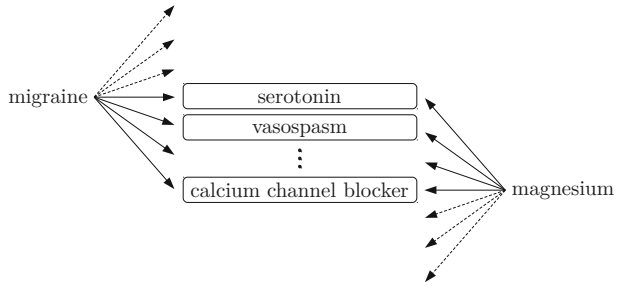 serotonin
migraine
vasospasm
calcium channel blocker
magnesium